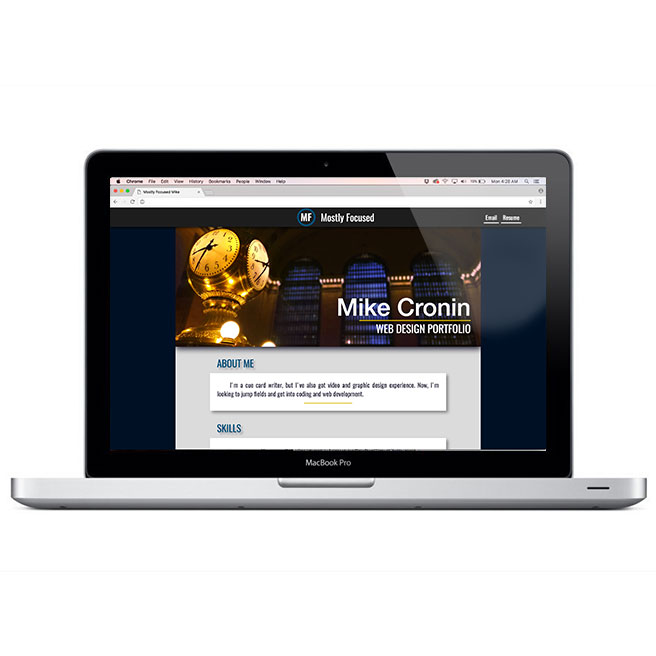 Chrome File Edit View History Bookmarks People Window Help 19% Mon 4:20 AM
Mostly Focused Mike
MF Mostly Focused Email Resume
Mike Cronin
WEB DESIGN PORTFOLIO
ABOUT ME
I'm a cue card writer, but I've also got video and graphic design experience. Now, I'm
looking to jump fields and get into coding and web development.
SKILLS
MacBook Pro